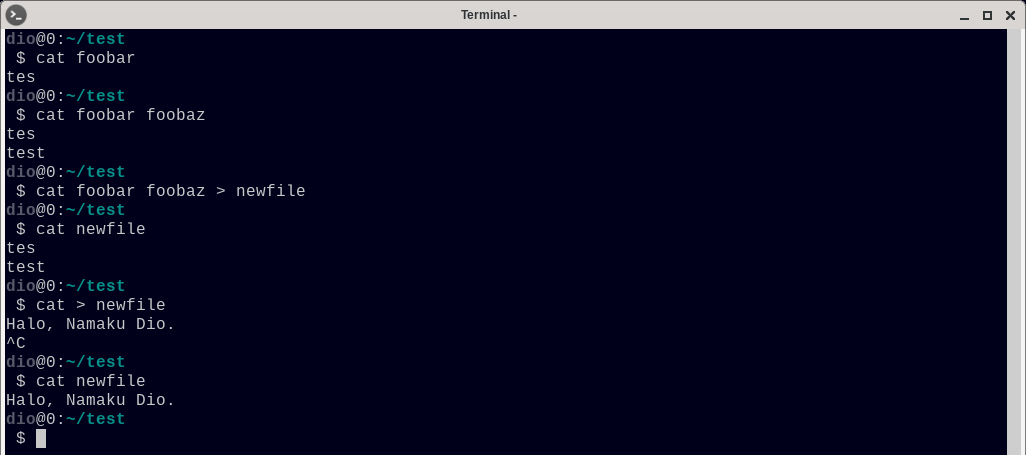 Terminal -
dio@0:~/test
$ cat foobar
tes
dio@0:~/test
$ cat foobar foobaz
tes
test
dio@0:~/test
$ cat foobar foobaz > newfile
dio@0:~/test
$ cat newfile
tes
test
dio@0:~/test
$ cat > newfile
Halo, Namaku Dio.
^C
dio@0:~/test
$ cat newfile
Halo, Namaku Dio.
dio@0:~/test
$